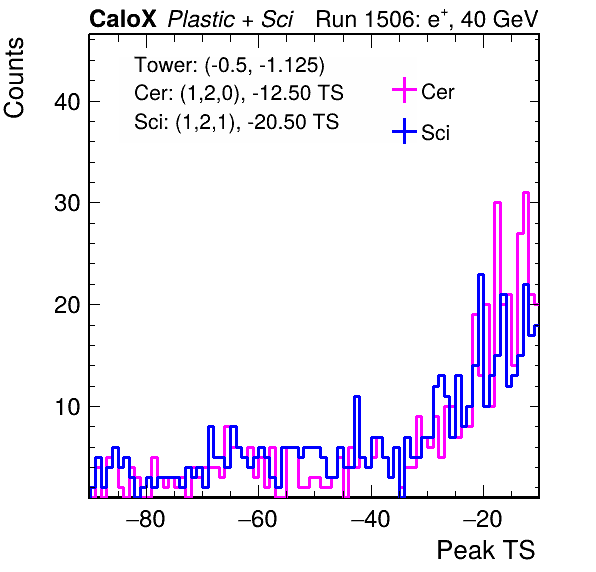 CaloX Plastic + Sci Run 1506: e+, 40 GeV
Counts
Tower: (-0.5, -1.125)
Cer: (1,2,0), -12.50 TS
Sci: (1,2,1), -20.50 TS
Cer
Sci
40
30
20
10
−80 −60 −40 −20
Peak TS